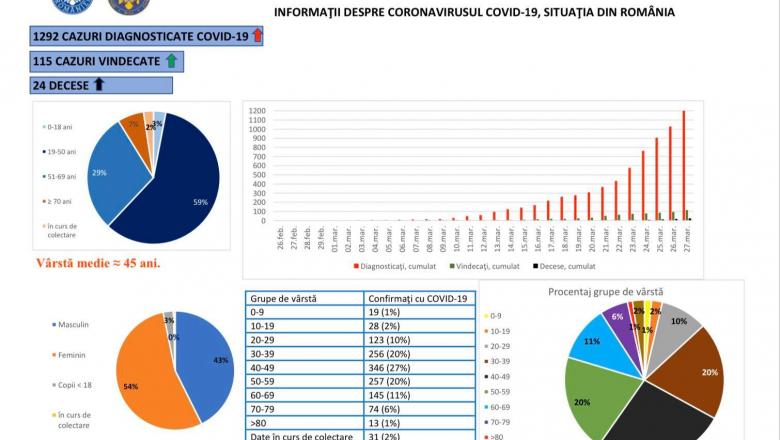 ROMÂNIEI
INFORMAȚII DESPRE CORONAVIRUSUL COVID-19, SITUAȚIA DIN ROMÂNIA
1292 CAZURI DIAGNOSTICATE COVID-19
115 CAZURI VINDECATE
24 DECESE
0-18 ani
19-50 ani
51-69 ani
≥ 70 ani
în curs de
colectare
7%
2%
3%
29%
59%
Vârstă medie ≈ 45 ani.
1200
1100
1000
900
800
700
600
500
400
300
200
100
0
26.feb.
27.feb.
28.feb.
29.feb.
01.mar.
02.mar.
03.mar.
04.mar.
05.mar.
06.mar.
07.mar.
08.mar.
09.mar.
10.mar.
11.mar.
12.mar.
13.mar.
14.mar.
15.mar.
16.mar.
17.mar.
18.mar.
19.mar.
20.mar.
21.mar.
22.mar.
23.mar.
24.mar.
25.mar.
26.mar.
27.mar.
Diagnosticați, cumulat
Vindecați, cumulat
Decese, cumulat
Masculin
Feminin
Copii < 18
în curs de
colectare
3%
0%
43%
54%
Grupe de vârstă Confirmați cu COVID-19
0-9 19 (1%)
10-19 28 (2%)
20-29 123 (10%)
30-39 256 (20%)
40-49 346 (27%)
50-59 257 (20%)
60-69 145 (11%)
70-79 74 (6%)
>80 13 (1%)
Date în curs de colectare 31 (2%)
Procentaj grupe de vârstă
0-9
10-19
20-29
30-39
40-49
50-59
60-69
70-79
>80
6%
1%
2%
1%
2%
10%
11%
20%
20%